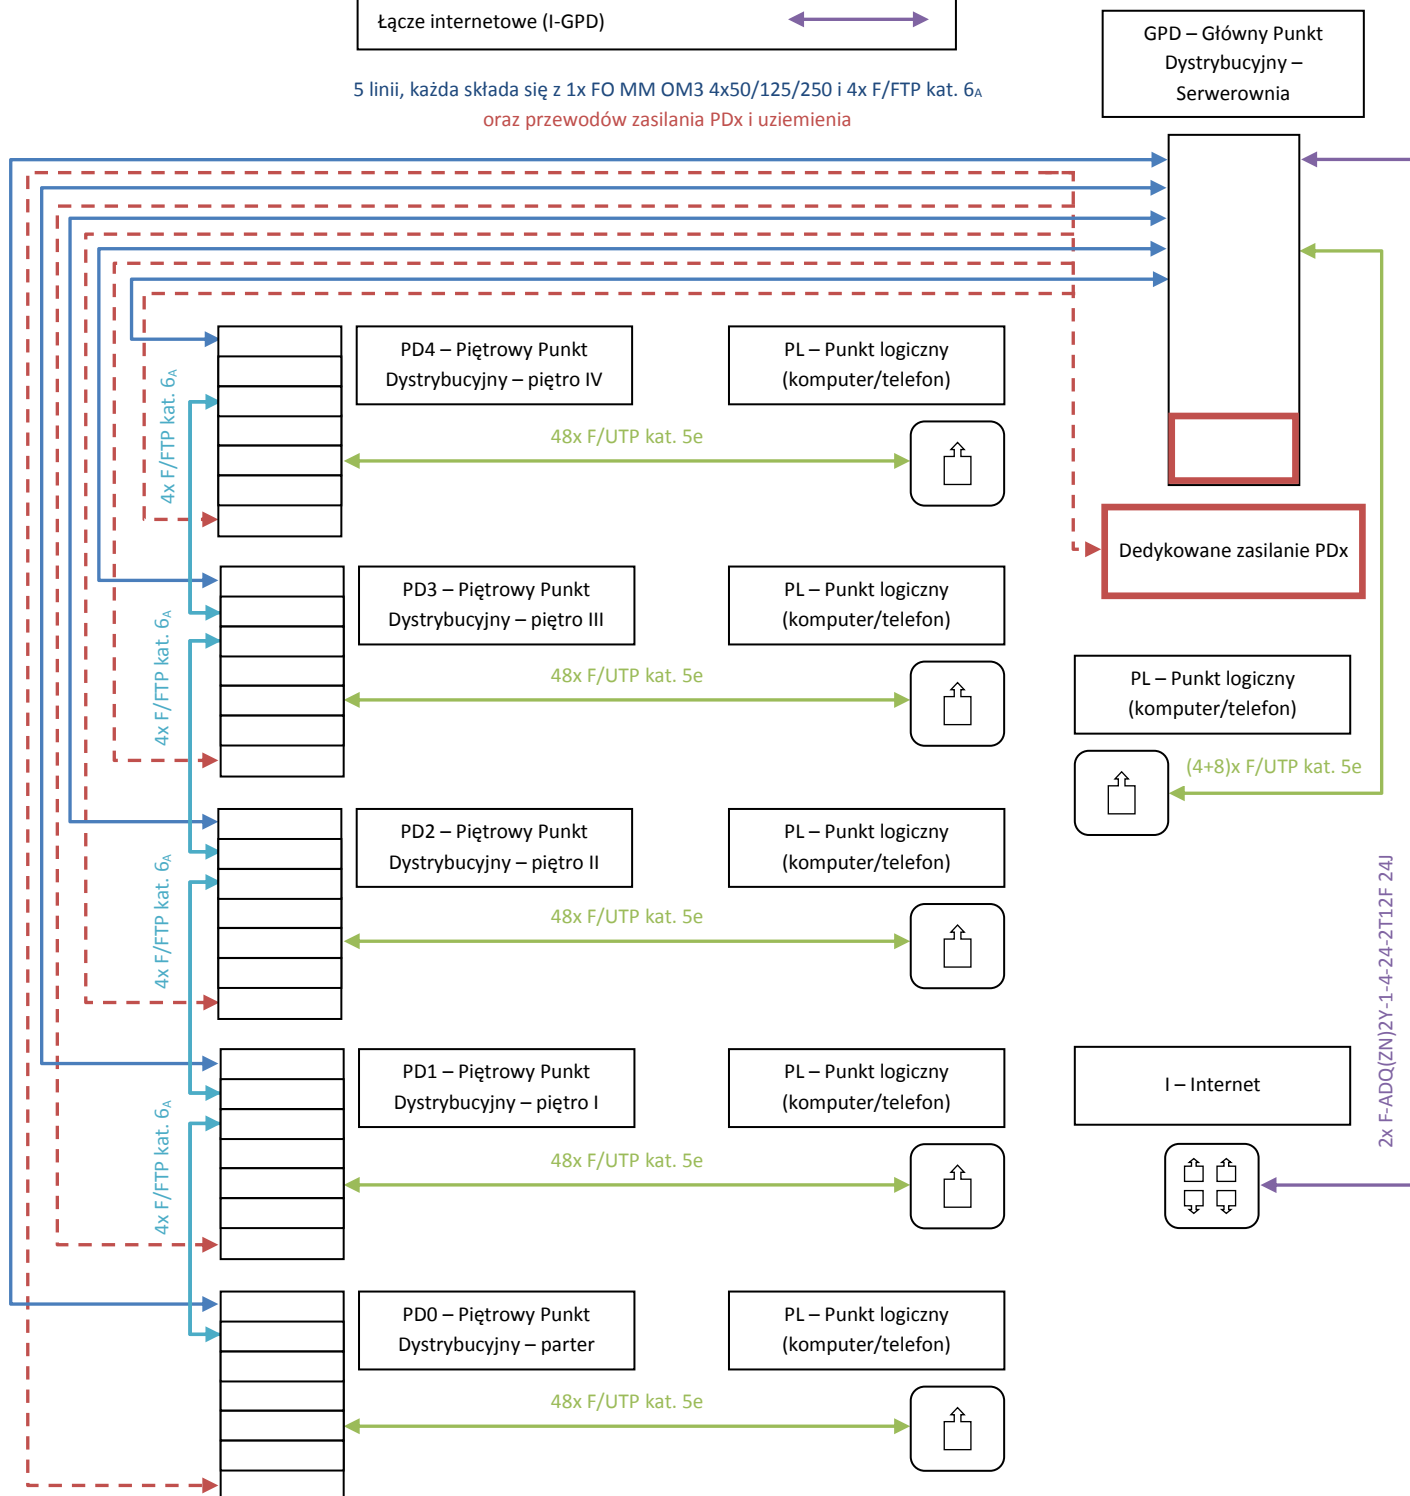 Łącze internetowe (I-GPD)
GPD – Główny Punkt
Dystrybucyjny –
Serwerownia
5 linii, każda składa się z 1x FO MM OM3 4x50/125/250 i 4x F/FTP kat. 6A
oraz przewodów zasilania PDx i uziemienia
PD4 – Piętrowy Punkt
Dystrybucyjny – piętro IV
PL – Punkt logiczny
(komputer/telefon)
4x F/FTP kat. 6A
48x F/UTP kat. 5e
Dedykowane zasilanie PDx
PD3 – Piętrowy Punkt
Dystrybucyjny – piętro III
PL – Punkt logiczny
(komputer/telefon)
4x F/FTP kat. 6A
48x F/UTP kat. 5e
PL – Punkt logiczny
(komputer/telefon)
(4+8)x F/UTP kat. 5e
PD2 – Piętrowy Punkt
Dystrybucyjny – piętro II
PL – Punkt logiczny
(komputer/telefon)
4x F/FTP kat. 6A
48x F/UTP kat. 5e
2x F-ADQ(ZN)2Y-1-4-24-2T12F 24J
PD1 – Piętrowy Punkt
Dystrybucyjny – piętro I
PL – Punkt logiczny
(komputer/telefon)
I – Internet
4x F/FTP kat. 6A
48x F/UTP kat. 5e
PD0 – Piętrowy Punkt
Dystrybucyjny – parter
PL – Punkt logiczny
(komputer/telefon)
48x F/UTP kat. 5e